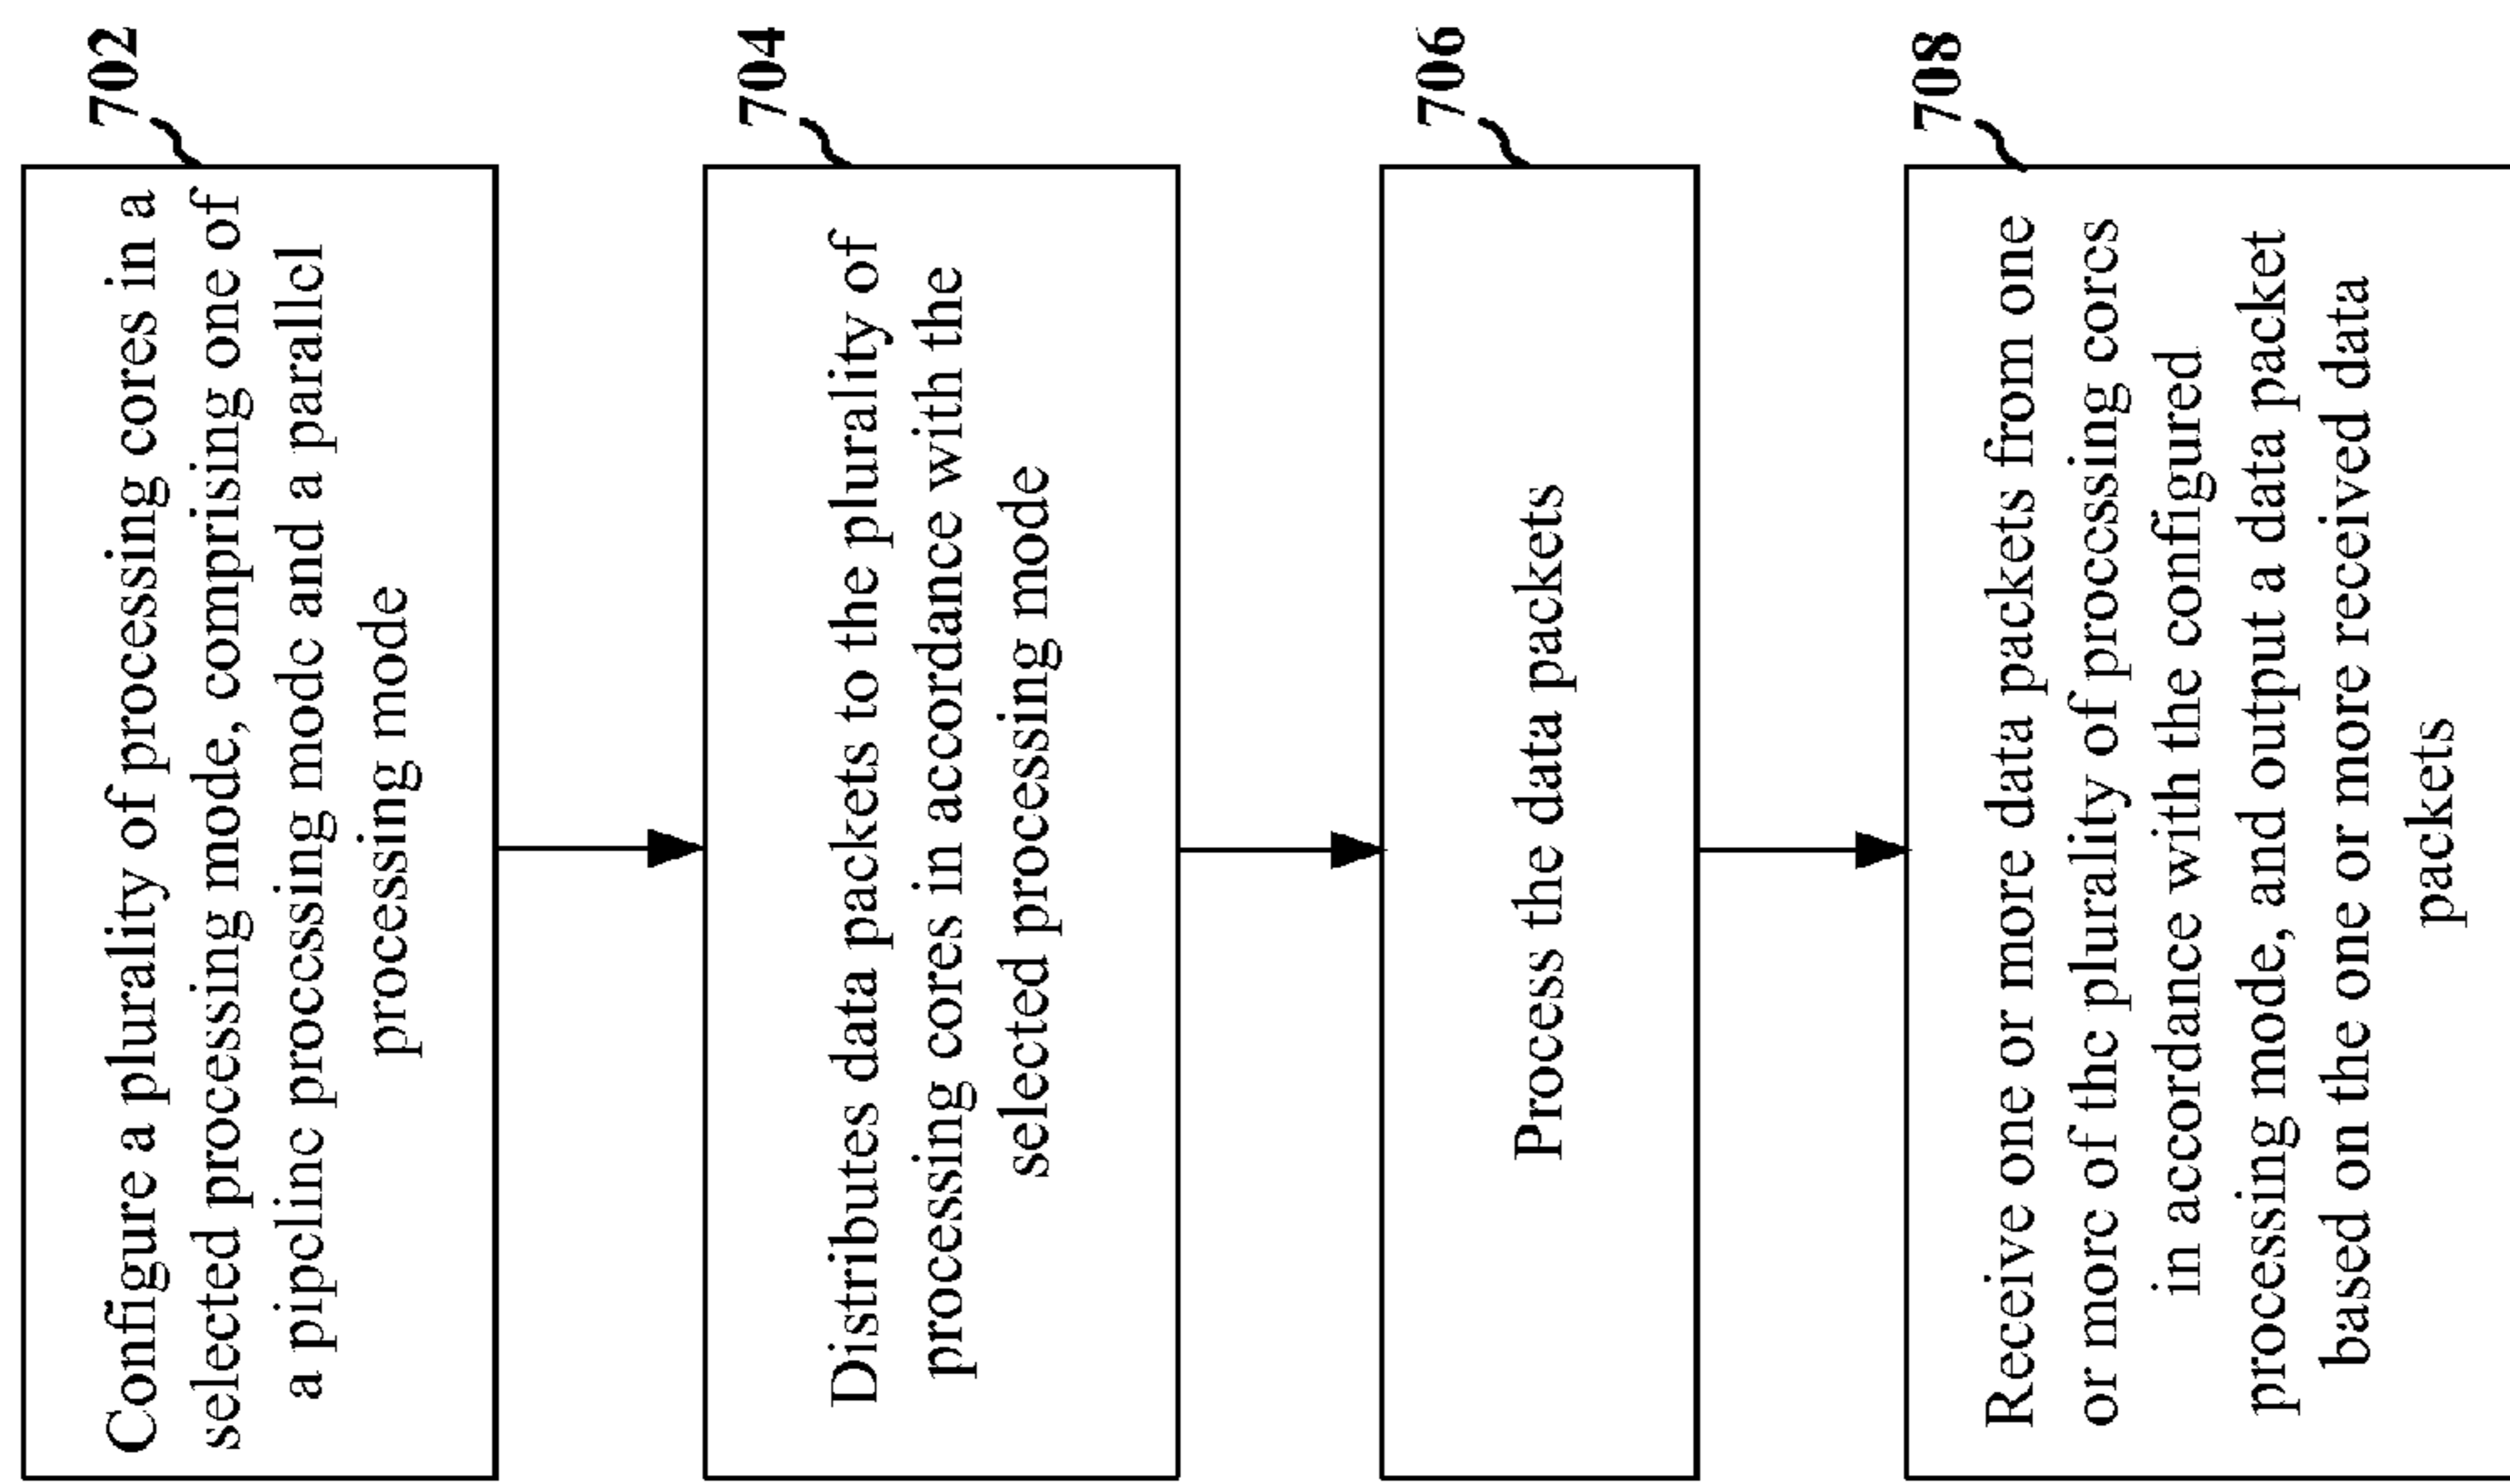 702
Configure a plurality of processing cores in a
selected processing mode, comprising one of
a pipeline processing mode and a parallel
processing mode
704
Distributes data packets to the plurality of
processing cores in accordance with the
selected processing mode
706
Process the data packets
708
Receive one or more data packets from one
or more of the plurality of processing cores
in accordance with the configured
processing mode, and output a data packet
based on the one or more received data
packets